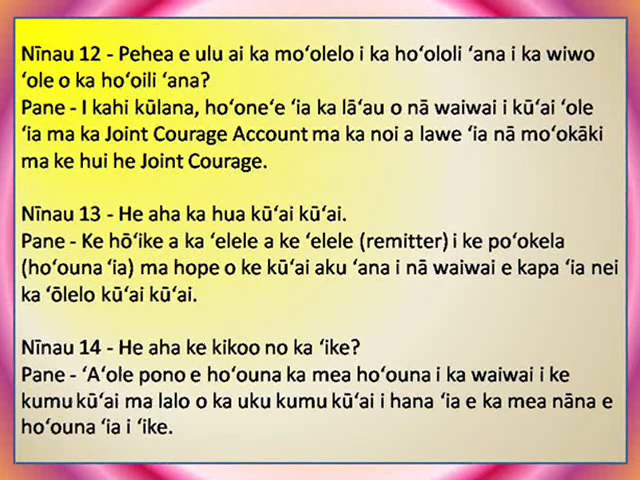 Nīnau 12 - Pehea e ulu ai ka moʻolelo i ka hoʻololi ʻana i ka wiwo
ʻole o ka hoʻoili ʻana?
Pane - I kahi kūlana, hoʻoneʻe ʻia ka lāʻau o nā waiwai i kūʻai ʻole
ʻia ma ka Joint Courage Account ma ka noi a lawe ʻia nā moʻokāki
ma ke hui he Joint Courage.
Nīnau 13 - He aha ka hua kūʻai kūʻai.
Pane - Ke hōʻike a ka ʻelele a ke ʻelele (remitter) i ke poʻokela
(hoʻouna ʻia) ma hope o ke kūʻai aku ʻana i nā waiwai e kapa ʻia nei
ka ʻōlelo kūʻai kūʻai.
Nīnau 14 - He aha ke kikoo no ka ʻike?
Pane - ʻAʻole pono e hoʻouna ka mea hoʻouna i ka waiwai i ke
kumu kūʻai ma lalo o ka uku kumu kūʻai i hana ʻia e ka mea nāna e
hoʻouna ʻia i ʻike.